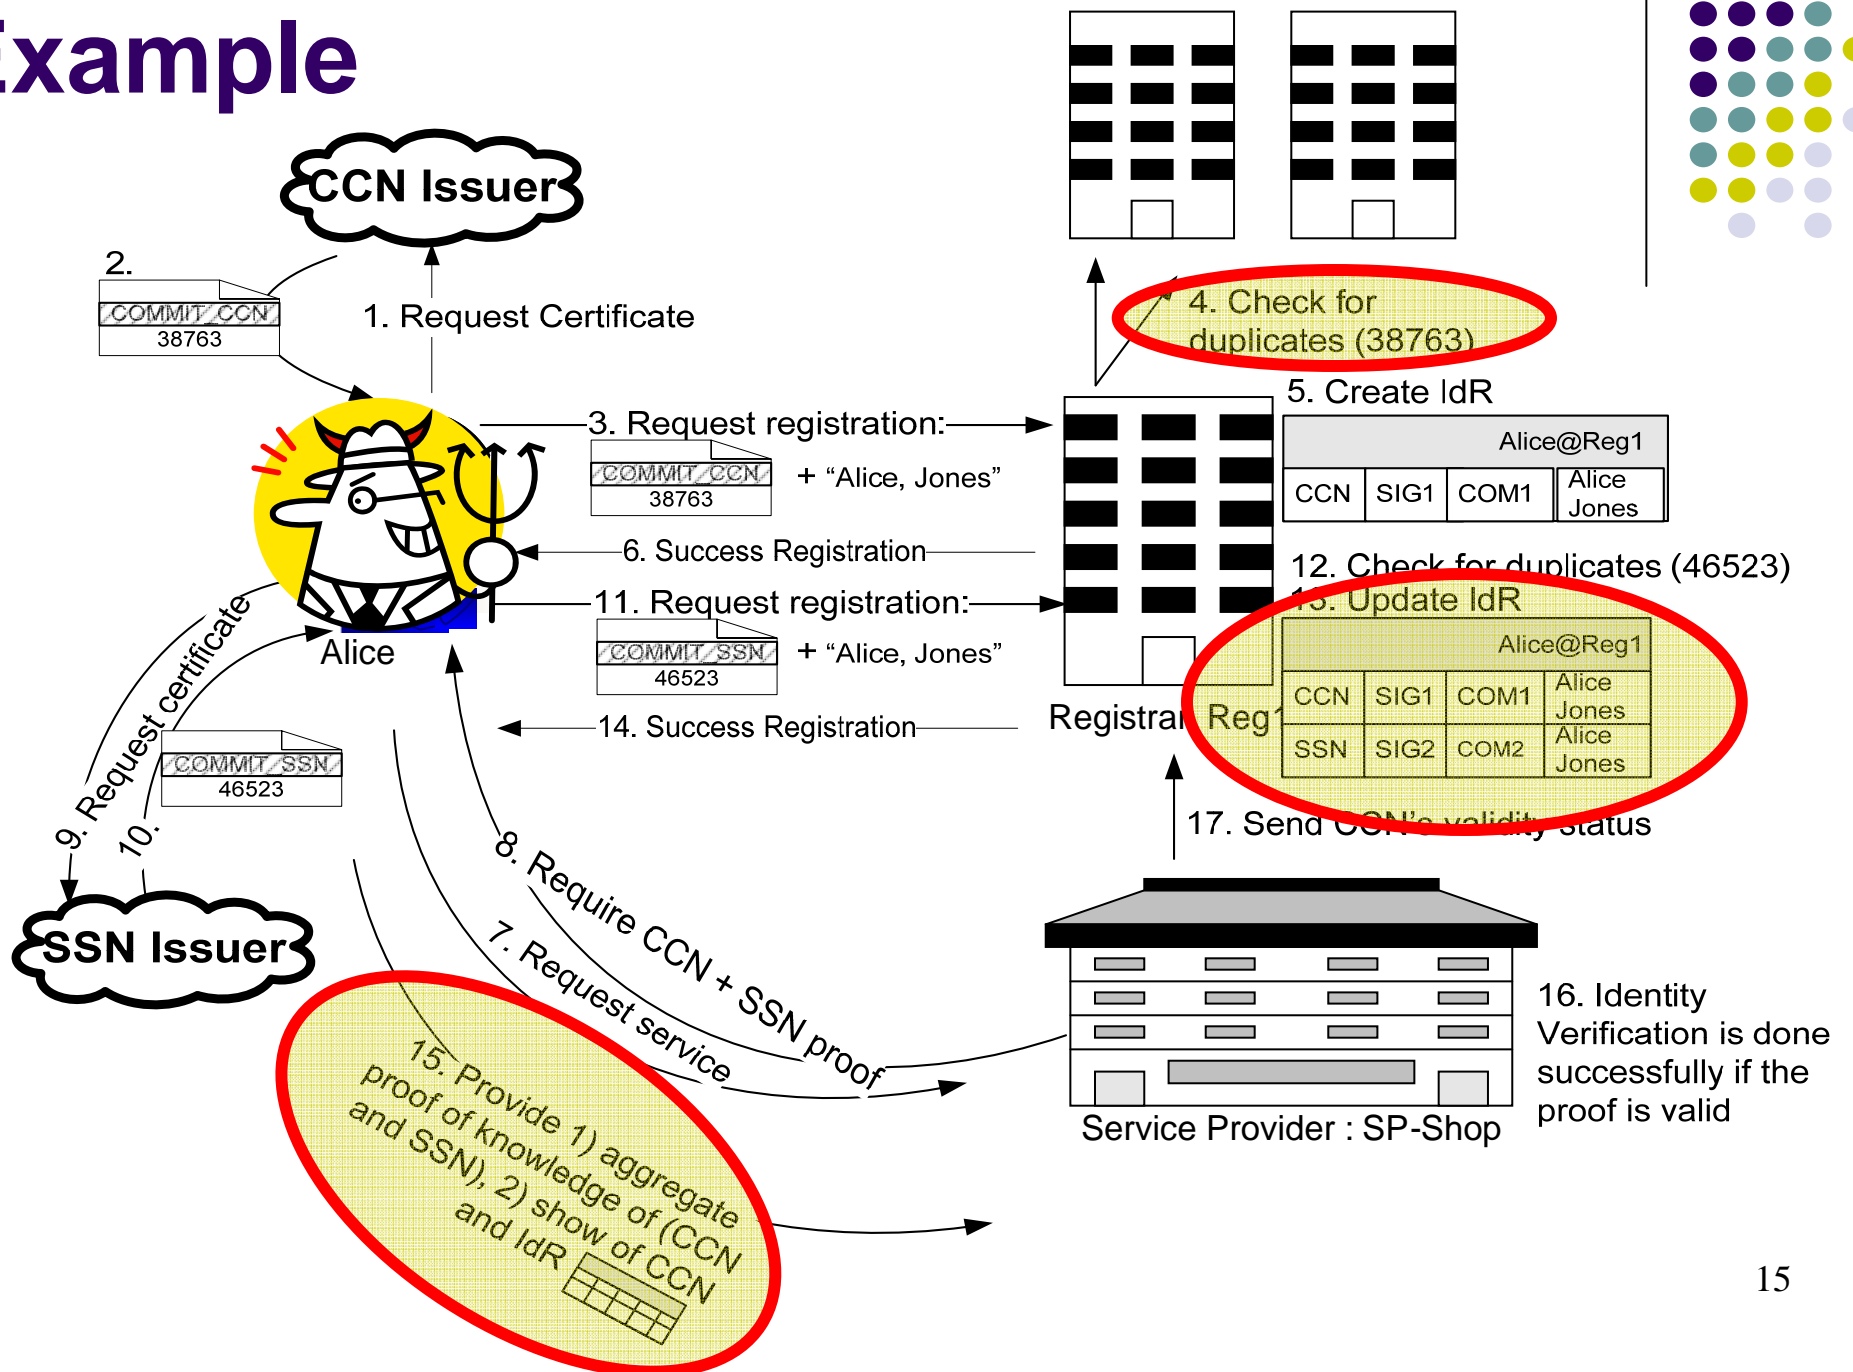 Example
CCN Issuer
2.
COMMIT_CCN
38763
1. Request Certificate
4. Check for
duplicates (38763)
3. Request registration:
COMMIT_CCN
38763
+ “Alice, Jones”
5. Create IdR
Alice@Reg1
CCN SIG1 COM1 Alice
Jones
6. Success Registration
11. Request registration:
COMMIT_SSN
46523
+ “Alice, Jones”
12. Check for duplicates (46523)
13. Update IdR
Alice@Reg1
CCN SIG1 COM1 Alice
Jones
SSN SIG2 COM2 Alice
Jones
Alice
14. Success Registration
Registrar Reg1
9. Request certificate
10.
COMMIT_SSN
46523
SSN Issuer
8. Require CCN + SSN proof
7. Request service
17. Send CCN’s validity status
15. Provide 1) aggregate
proof of knowledge of (CCN
and SSN), 2) show of CCN
and IdR
Service Provider : SP-Shop
16. Identity
Verification is done
successfully if the
proof is valid
15